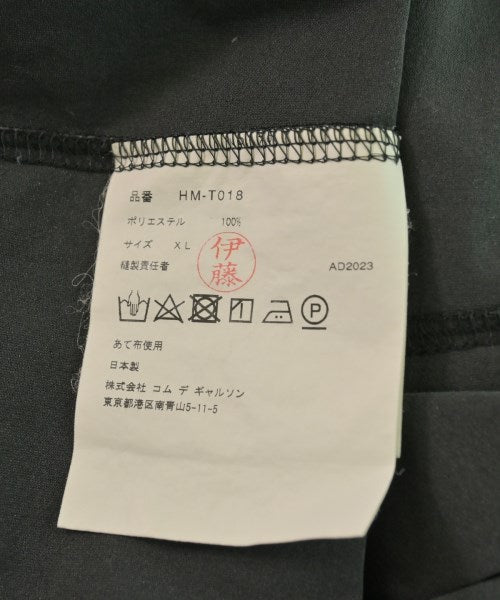 品番 HM-T018
ポリエステル 100%
サイズ XL
縫製責任者 伊藤 AD2023
P
あて布使用
日本製
株式会社 コム デ ギャルソン
東京都港区南青山5-11-5